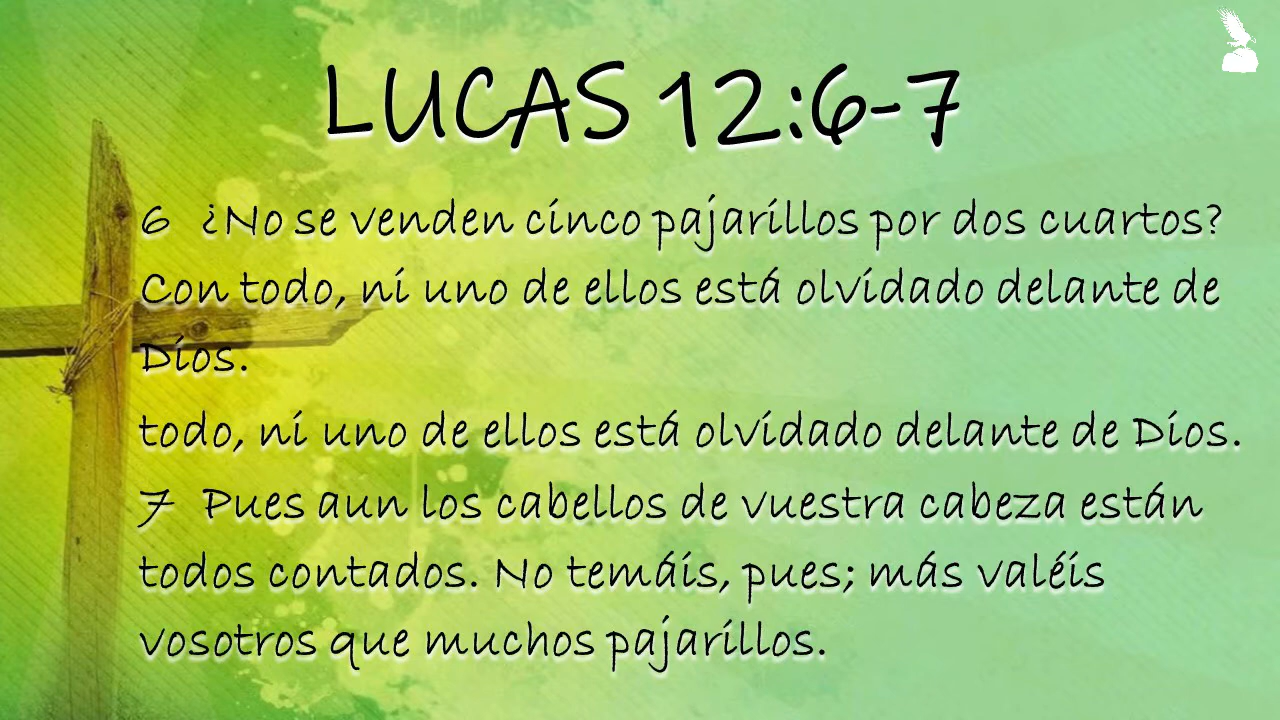 LUCAS 12:6-7
6 ¿No se venden cinco pajarillos por dos cuartos?
Con todo, ni uno de ellos está olvidado delante de
Dios.
todo, ni uno de ellos está olvidado delante de Dios.
7 Pues aun los cabellos de vuestra cabeza están
todos contados. No temáis, pues; más valéis
vosotros que muchos pajarillos.